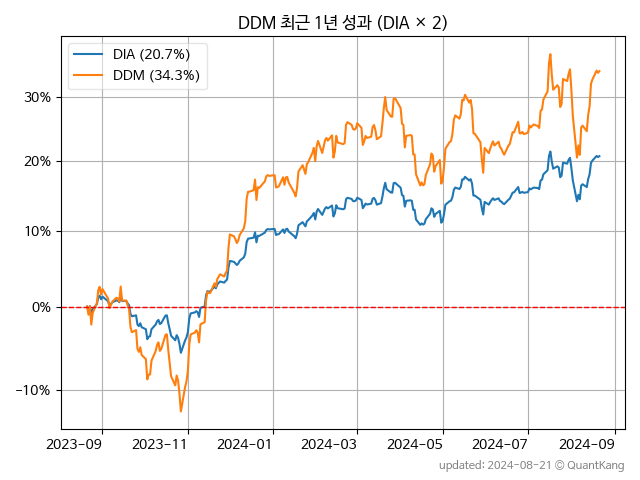 DDM 최근 1년 성과 (DIA × 2)
DIA (20.7%)
DDM (34.3%)
30%
20%
10%
0%
−10%
2023-09 2023-11 2024-01 2024-03 2024-05 2024-07 2024-09
updated: 2024-08-21 © QuantKang